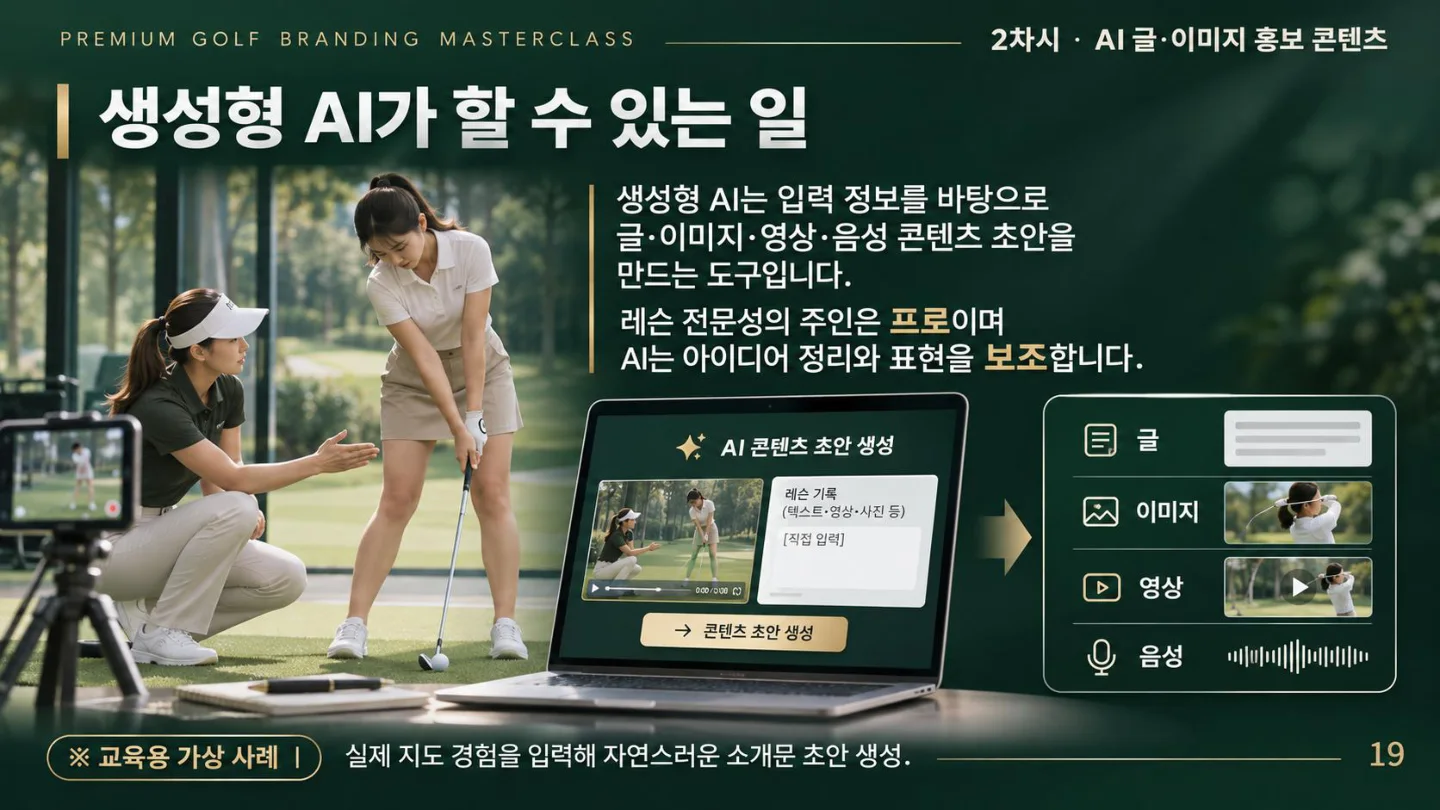 PREMIUM GOLF BRANDING MASTERCLASS
2차시 · AI 글·이미지 홍보 콘텐츠
생성형 AI가 할 수 있는 일
생성형 AI는 입력 정보를 바탕으로
글·이미지·영상·음성 콘텐츠 초안을
만드는 도구입니다.
레슨 전문성의 주인은 프로이며
AI는 아이디어 정리와 표현을 보조합니다.
AI 콘텐츠 초안 생성
레슨 기록
(텍스트·영상·사진 등)
[직접 입력]
0:00 / 0:00
→ 콘텐츠 초안 생성
글
이미지
영상
음성
※ 교육용 가상 사례 |
실제 지도 경험을 입력해 자연스러운 소개문 초안 생성.
19